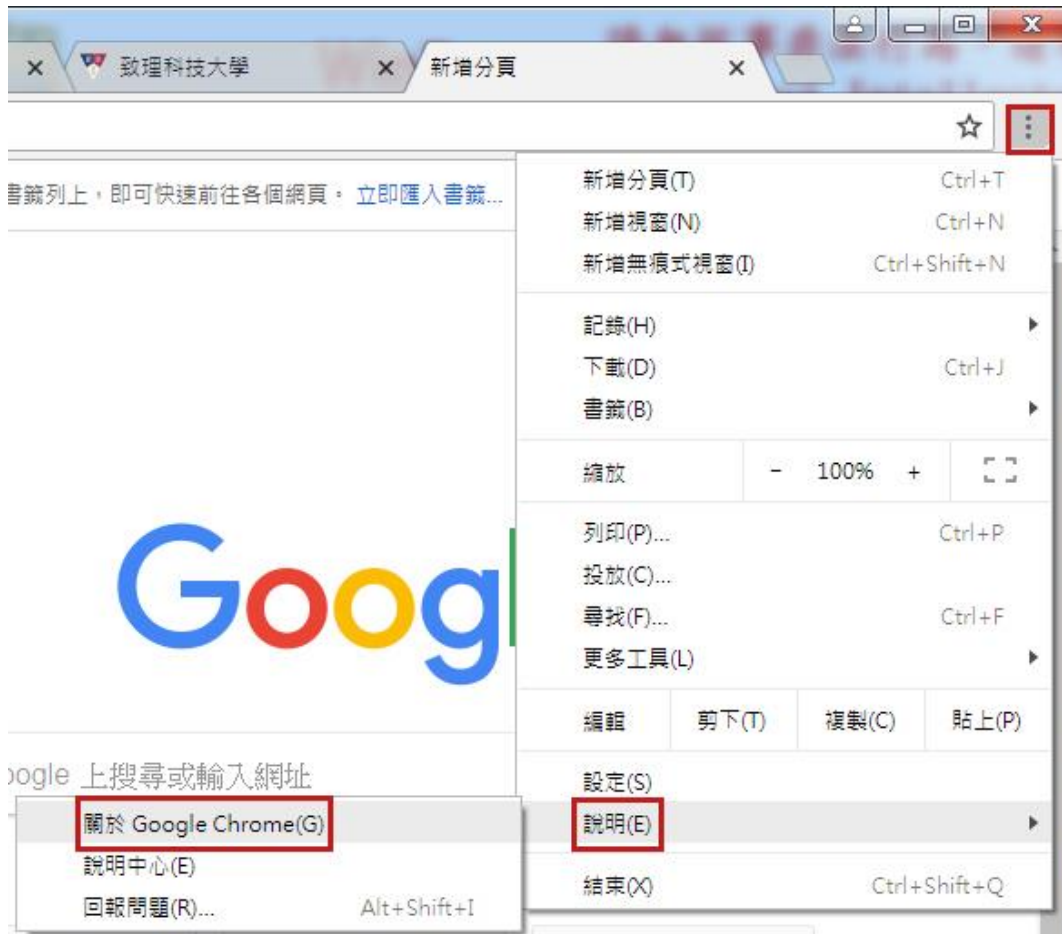 致理科技大學
新增分頁
書籤列上，即可快速前往各個網頁。 立即匯入書籤...
新增分頁(T) Ctrl+T
新增視窗(N) Ctrl+N
新增無痕式視窗(I) Ctrl+Shift+N
記錄(H)
下載(D) Ctrl+J
書籤(B)
縮放 - 100% +
列印(P)... Ctrl+P
投放(C)...
尋找(F)... Ctrl+F
更多工具(L)
編輯 剪下(T) 複製(C) 貼上(P)
設定(S)
說明(E)
結束(X) Ctrl+Shift+Q
Goog
oogle 上搜尋或輸入網址
關於 Google Chrome(G)
說明中心(E)
回報問題(R)... Alt+Shift+I